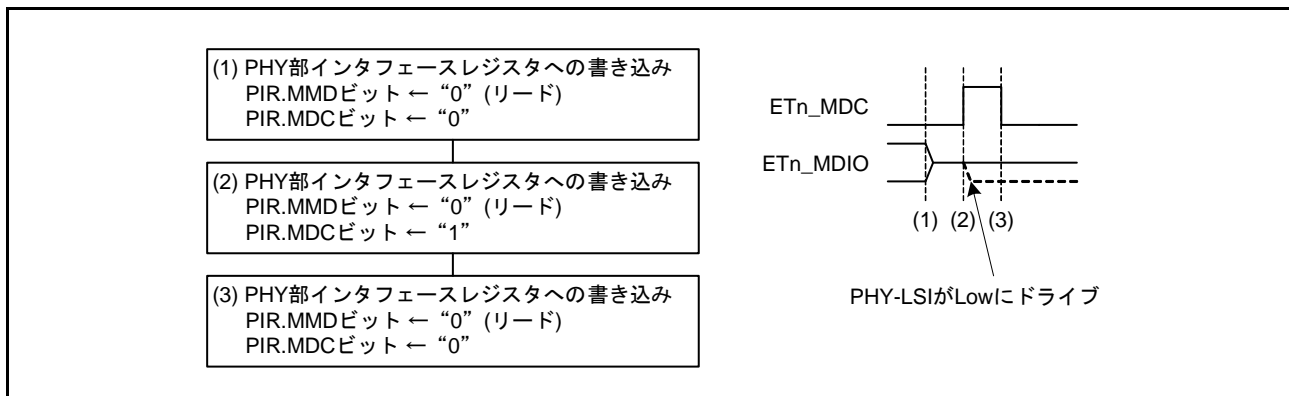 (1) PHY部インタフェースレジスタへの書き込み
PIR.MMDビット ← “0” (リード)
PIR.MDCビット ← “0”
(2) PHY部インタフェースレジスタへの書き込み
PIR.MMDビット ← “0” (リード)
PIR.MDCビット ← “1”
(3) PHY部インタフェースレジスタへの書き込み
PIR.MMDビット ← “0” (リード)
PIR.MDCビット ← “0”
ETn_MDC
ETn_MDIO
(1) (2) (3)
PHY-LSIがLowにドライブ